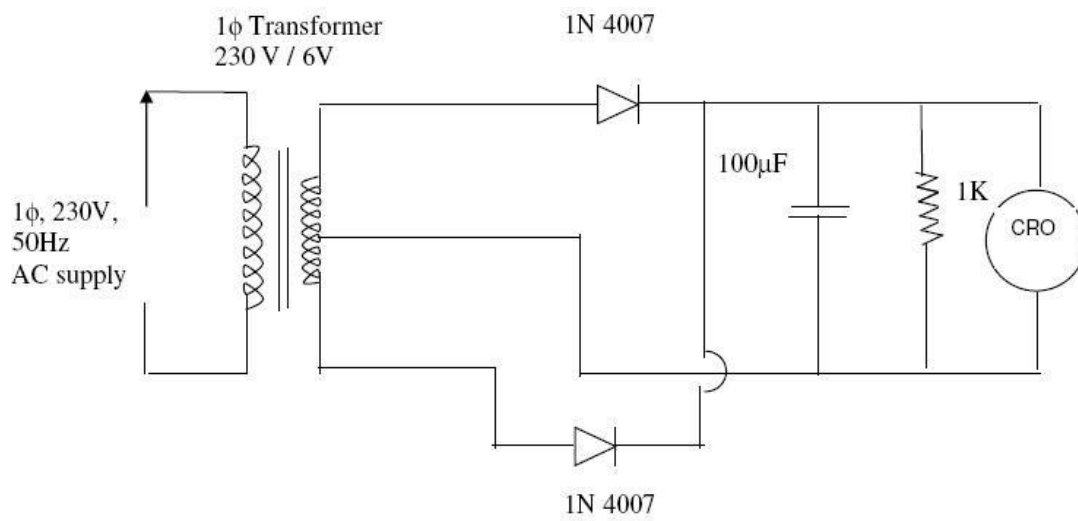 1ϕ Transformer
230 V / 6V
1N 4007
1ϕ, 230V,
50Hz
AC supply
100μF
1K
CRO
1N 4007